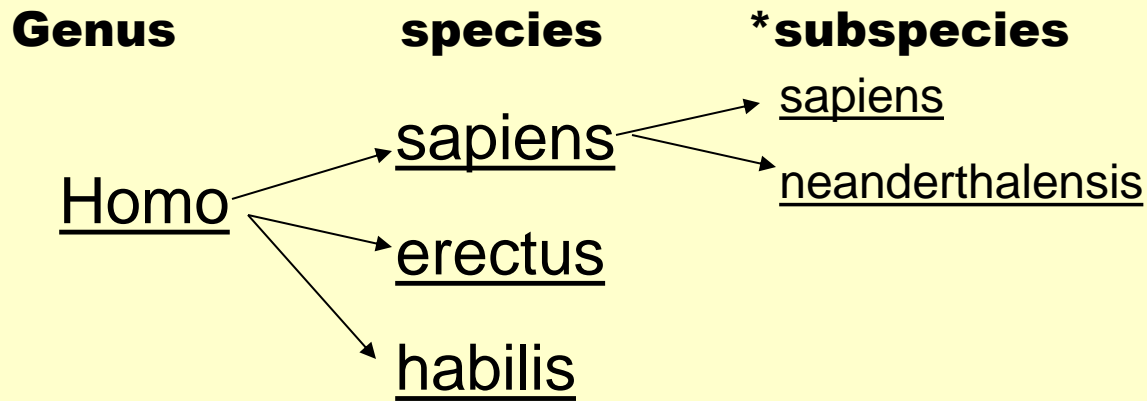 Genus species *subspecies
sapiens
sapiens
neanderthalensis
Homo
erectus
habilis